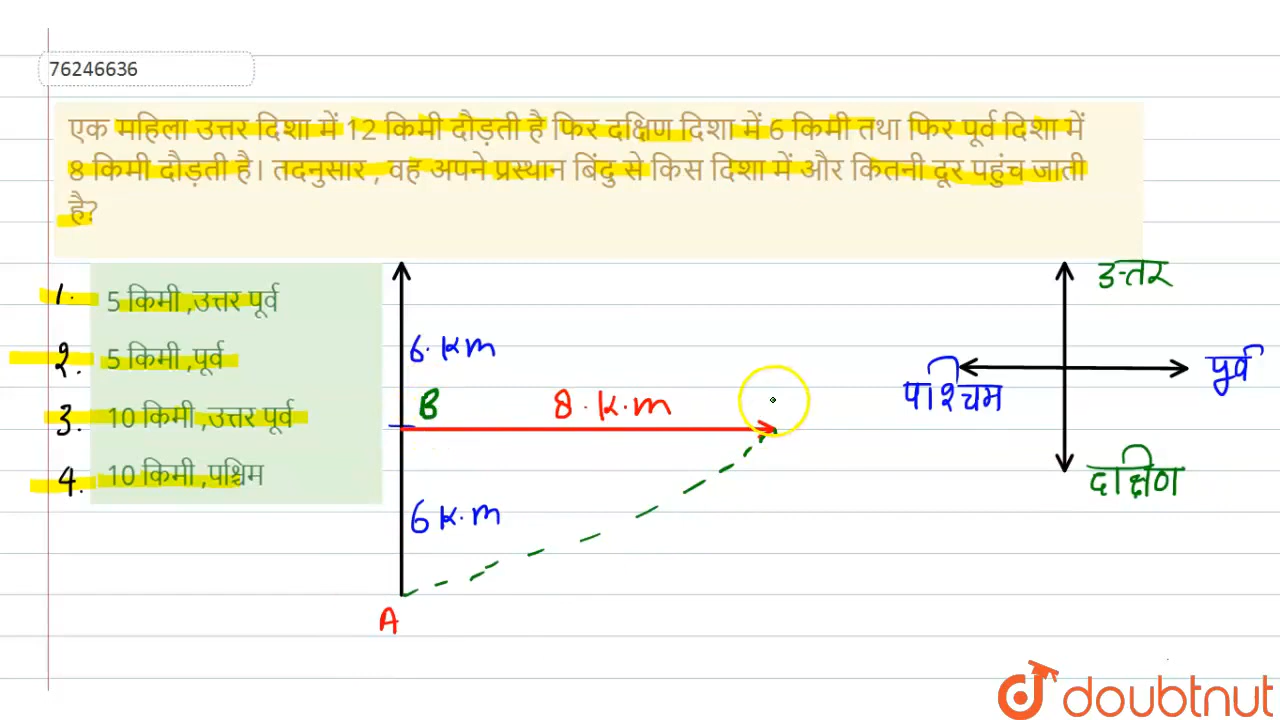 76246636
एक महिला उत्तर दिशा में 12 किमी दौड़ती है फिर दक्षिण दिशा में 6 किमी तथा फिर पूर्व दिशा में
8 किमी दौड़ती है। तदनुसार , वह अपने प्रस्थान बिंदु से किस दिशा में और कितनी दूर पहुंच जाती
है?
1. 5 किमी ,उत्तर पूर्व
2. 5 किमी ,पूर्व
3. 10 किमी ,उत्तर पूर्व
4. 10 किमी ,पश्चिम
6.km
B
8.k.m
6k.m
A
उत्तर
पश्चिम
पूर्व
दक्षिण
doubtnut